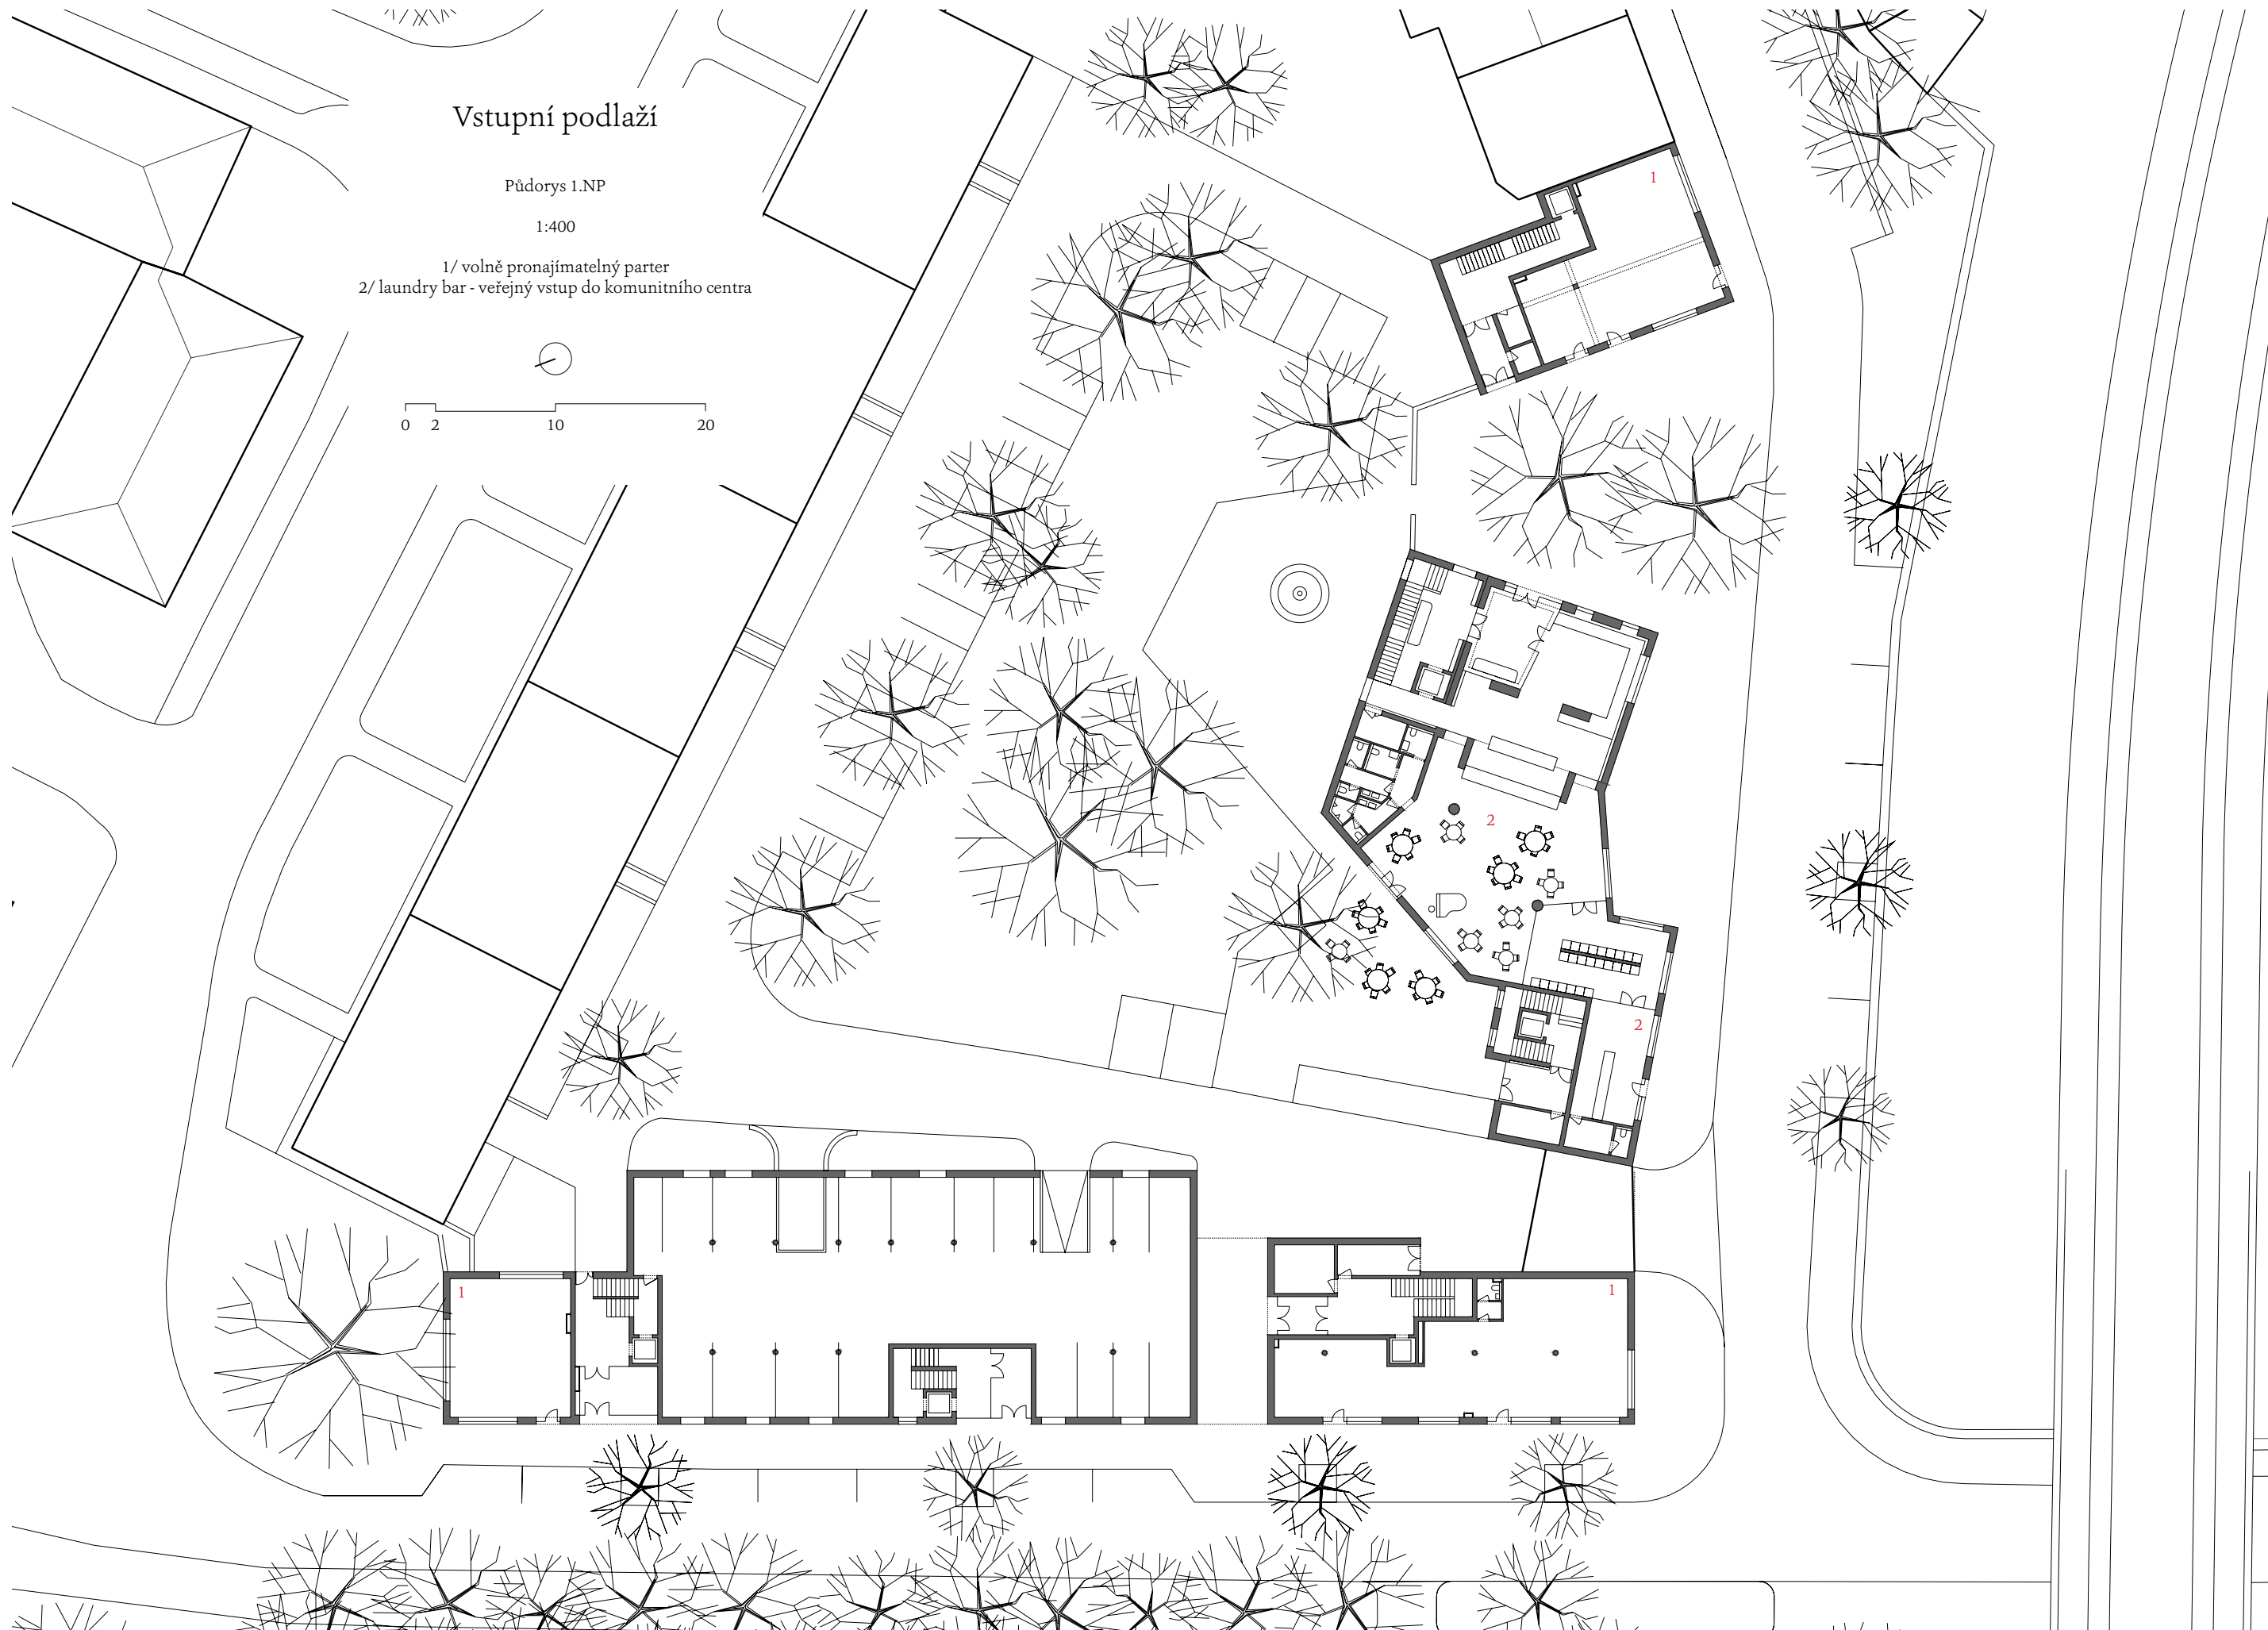 Vstupní podlaží
Půdorys 1.NP
1:400
1/ volně pronajímatelný parter
2/ laundry bar - veřejný vstup do komunitního centra
0 2 10 20
1
2
2
1
1